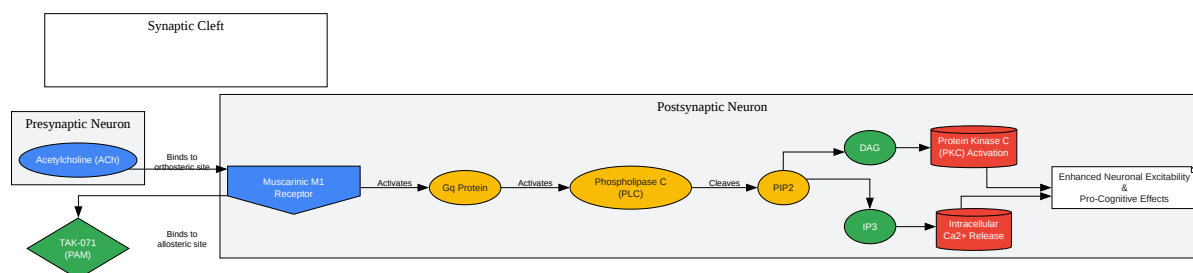 Synaptic Cleft
Presynaptic Neuron
Acetylcholine (ACh)
Binds to
orthosteric site
Postsynaptic Neuron
Muscarinic M1
Receptor
Activates
Gq Protein
Activates
Phospholipase C
(PLC)
Cleaves
PIP2
DAG
Protein Kinase C
(PKC) Activation
IP3
Intracellular
Ca2+ Release
Enhanced Neuronal Excitability
&
Pro-Cognitive Effects
TAK-071
(PAM)
Binds to
allosteric site